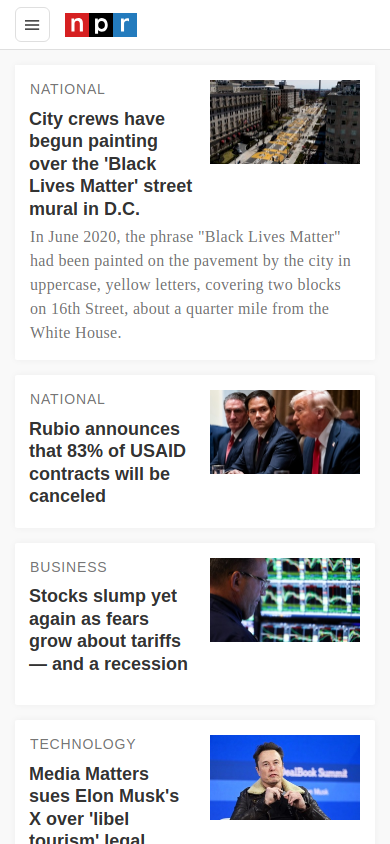 npr
NATIONAL
City crews have
begun painting
over the 'Black
Lives Matter' street
mural in D.C.
In June 2020, the phrase "Black Lives Matter"
had been painted on the pavement by the city in
uppercase, yellow letters, covering two blocks
on 16th Street, about a quarter mile from the
White House.
NATIONAL
Rubio announces
that 83% of USAID
contracts will be
canceled
BUSINESS
Stocks slump yet
again as fears
grow about tariffs
— and a recession
TECHNOLOGY
Media Matters
sues Elon Musk's
X over 'libel
tourism' legal
DealBook Summit
Musk